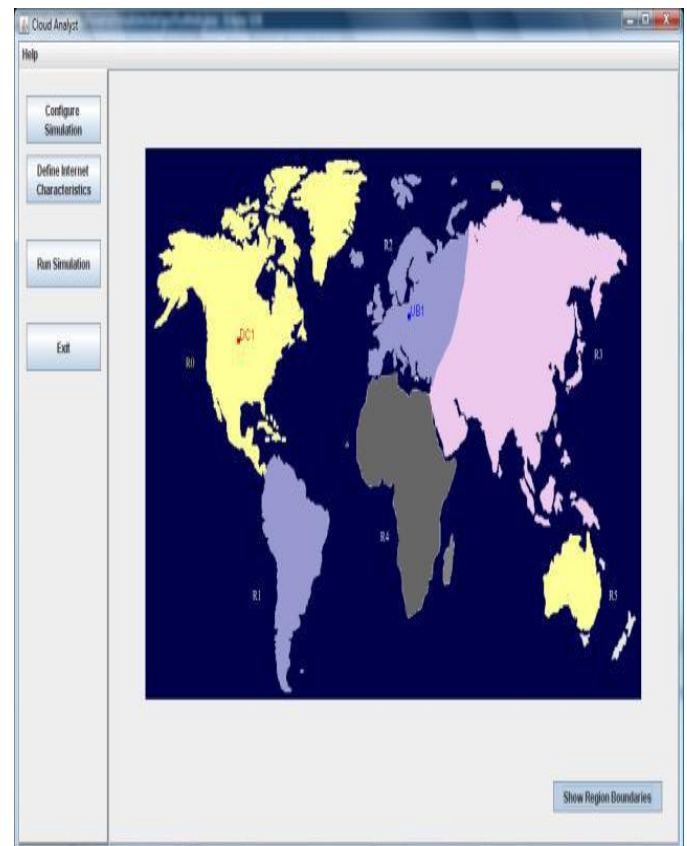 Cloud Analyst
Help
Configure
Simulation
Define Internet
Characteristics
Run Simulation
Exit
R2
UB1
DC1
R0
R3
R4
R1
R5
Show Region Boundaries